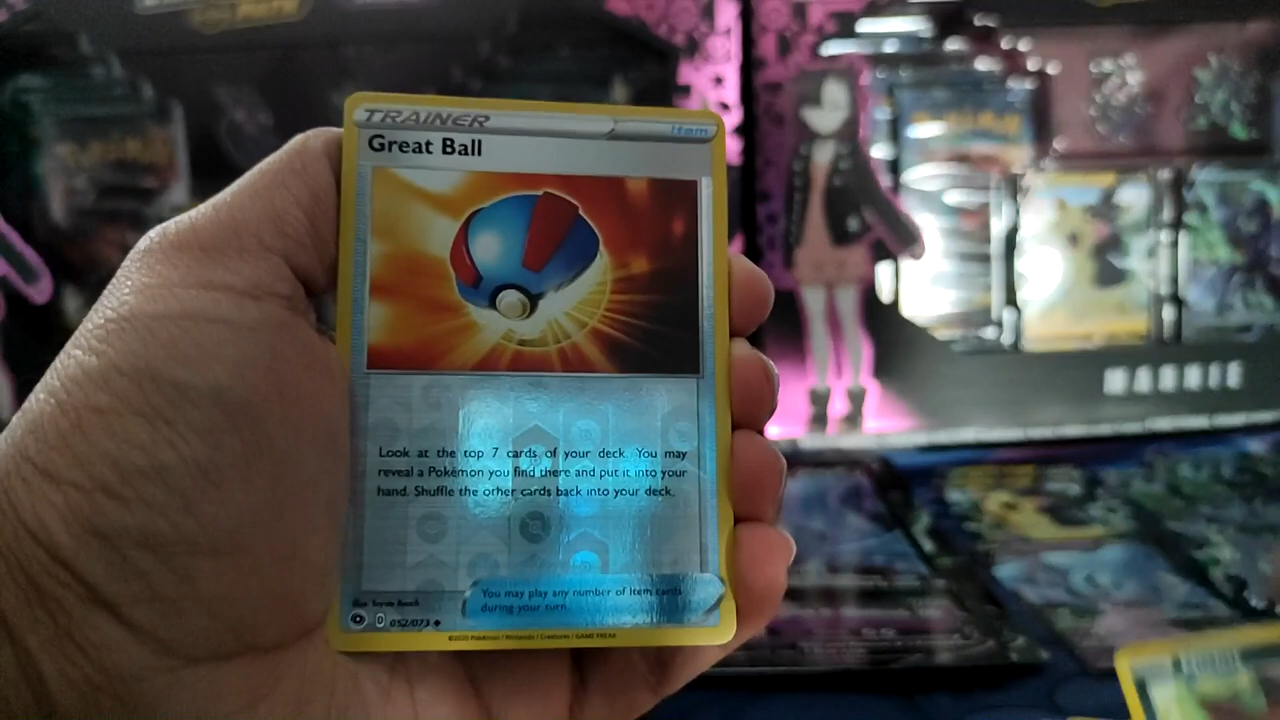 TRAINER
Item
Great Ball
Look at the top 7 cards of your deck. You may
reveal a Pokémon you find there and put it into your
hand. Shuffle the other cards back into your deck.
You may play any number of Item cards
during your turn.
D 052/073
©2020 Pokémon / Nintendo / Creatures / GAME FREAK
MARNIE